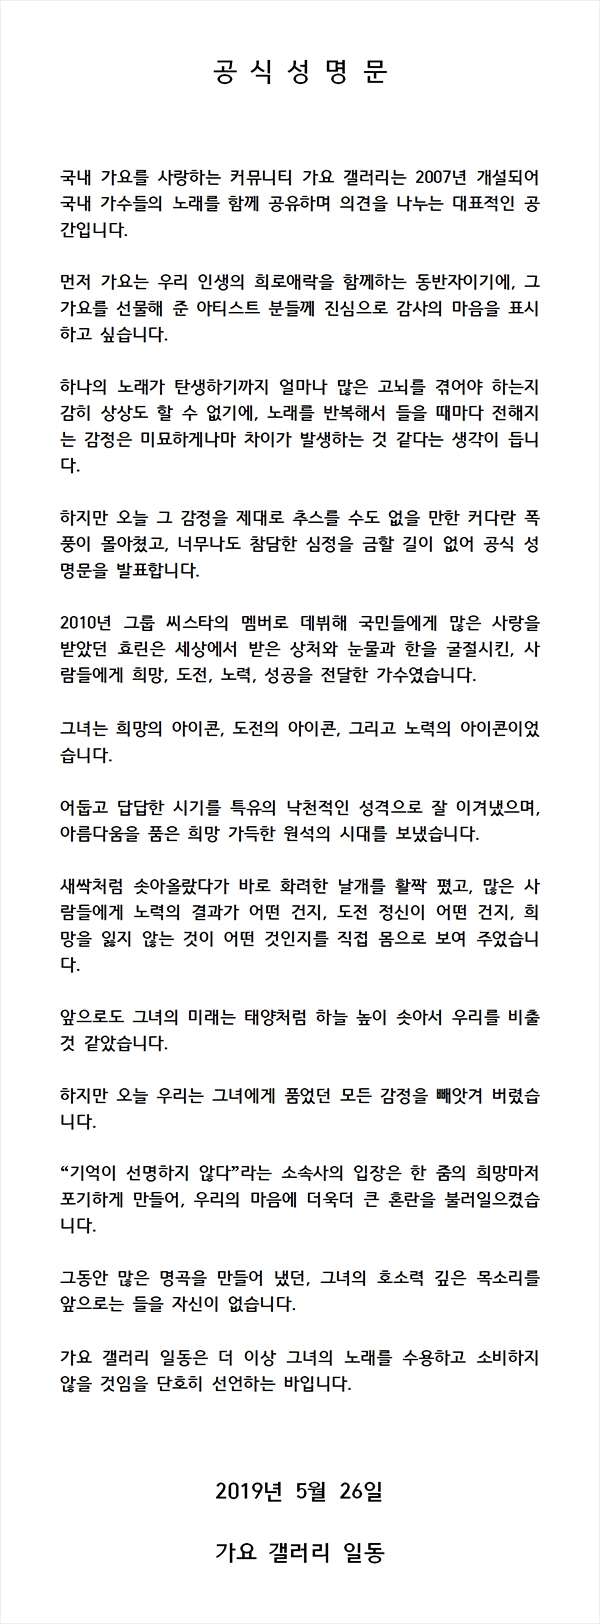 공 식 성 명 문
국내 가요를 사랑하는 커뮤니티 가요 갤러리는 2007년 개설되어
국내 가수들의 노래를 함께 공유하며 의견을 나누는 대표적인 공
간입니다.
먼저 가요는 우리 인생의 희로애락을 함께하는 동반자이기에, 그
가요를 선물해 준 아티스트 분들께 진심으로 감사의 마음을 표시
하고 싶습니다.
하나의 노래가 탄생하기까지 얼마나 많은 고뇌를 겪어야 하는지
감히 상상도 할 수 없기에, 노래를 반복해서 들을 때마다 전해지
는 감정은 미묘하게나마 차이가 발생하는 것 같다는 생각이 듭니
다.
하지만 오늘 그 감정을 제대로 추스를 수도 없을 만한 커다란 폭
풍이 몰아쳤고, 너무나도 참담한 심정을 금할 길이 없어 공식 성
명문을 발표합니다.
2010년 그룹 씨스타의 멤버로 데뷔해 국민들에게 많은 사랑을
받았던 효린은 세상에서 받은 상처와 눈물과 한을 굴절시킨, 사
람들에게 희망, 도전, 노력, 성공을 전달한 가수였습니다.
그녀는 희망의 아이콘, 도전의 아이콘, 그리고 노력의 아이콘이었
습니다.
어둡고 답답한 시기를 특유의 낙천적인 성격으로 잘 이겨냈으며,
아름다움을 품은 희망 가득한 원석의 시대를 보냈습니다.
새싹처럼 솟아올랐다가 바로 화려한 날개를 활짝 폈고, 많은 사
람들에게 노력의 결과가 어떤 건지, 도전 정신이 어떤 건지, 희
망을 잃지 않는 것이 어떤 것인지를 직접 몸으로 보여 주었습니
다.
앞으로도 그녀의 미래는 태양처럼 하늘 높이 솟아서 우리를 비출
것 같았습니다.
하지만 오늘 우리는 그녀에게 품었던 모든 감정을 빼앗겨 버렸습
니다.
“기억이 선명하지 않다”라는 소속사의 입장은 한 줌의 희망마저
포기하게 만들어, 우리의 마음에 더욱더 큰 혼란을 불러일으켰습
니다.
그동안 많은 명곡을 만들어 냈던, 그녀의 호소력 깊은 목소리를
앞으로는 들을 자신이 없습니다.
가요 갤러리 일동은 더 이상 그녀의 노래를 수용하고 소비하지
않을 것임을 단호히 선언하는 바입니다.
2019년 5월 26일
가요 갤러리 일동